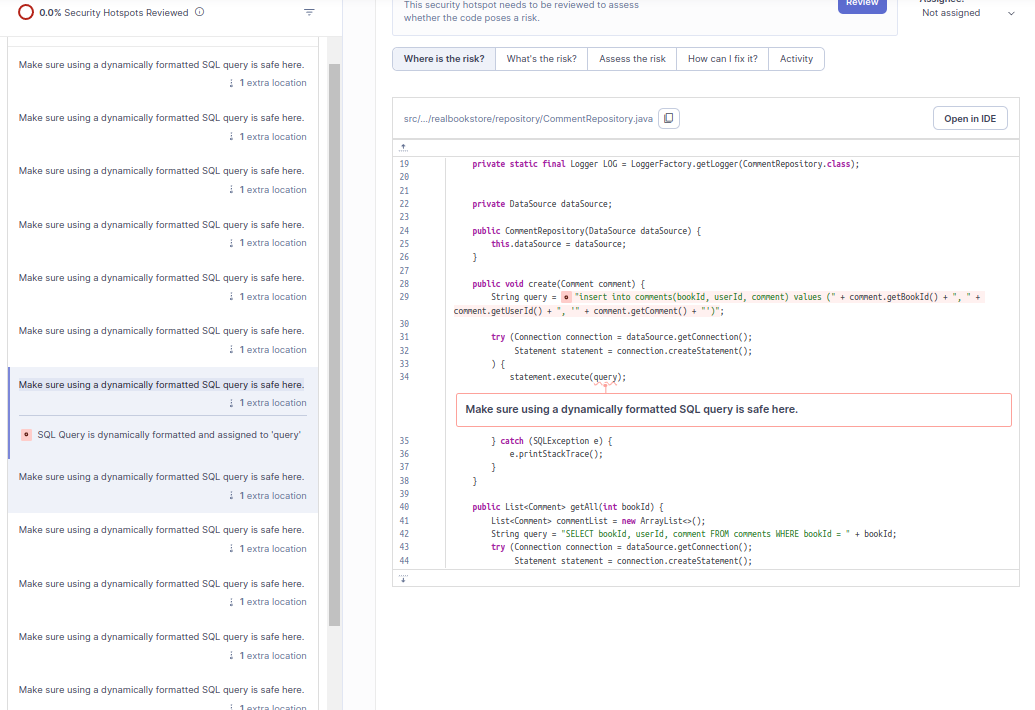 0.0% Security Hotspots Reviewed
Make sure using a dynamically formatted SQL query is safe here.
1 extra location
Make sure using a dynamically formatted SQL query is safe here.
1 extra location
Make sure using a dynamically formatted SQL query is safe here.
1 extra location
Make sure using a dynamically formatted SQL query is safe here.
1 extra location
Make sure using a dynamically formatted SQL query is safe here.
1 extra location
Make sure using a dynamically formatted SQL query is safe here.
1 extra location
Make sure using a dynamically formatted SQL query is safe here.
1 extra location
SQL Query is dynamically formatted and assigned to 'query'
Make sure using a dynamically formatted SQL query is safe here.
1 extra location
Make sure using a dynamically formatted SQL query is safe here.
1 extra location
Make sure using a dynamically formatted SQL query is safe here.
1 extra location
Make sure using a dynamically formatted SQL query is safe here.
1 extra location
Make sure using a dynamically formatted SQL query is safe here.
1 extra location
This security hotspot needs to be reviewed to assess
whether the code poses a risk.
Review
Assignee:
Not assigned
Where is the risk? What's the risk? Assess the risk How can I fix it? Activity
src/.../realbookstore/repository/CommentRepository.java
Open in IDE
19 private static final Logger LOG = LoggerFactory.getLogger(CommentRepository.class);
20
21
22 private DataSource dataSource;
23
24 public CommentRepository(DataSource dataSource) {
25 this.dataSource = dataSource;
26 }
27
28 public void create(Comment comment) {
29 String query = "insert into comments(bookId, userId, comment) values (" + comment.getBookId() + ", " +
comment.getUserId() + ", '" + comment.getComment() + "')";
30
31 try (Connection connection = dataSource.getConnection();
32 Statement statement = connection.createStatement();
33 ) {
34 statement.execute(query);
Make sure using a dynamically formatted SQL query is safe here.
35 } catch (SQLException e) {
36 e.printStackTrace();
37 }
38 }
39
40 public List<Comment> getAll(int bookId) {
41 List<Comment> commentList = new ArrayList<>();
42 String query = "SELECT bookId, userId, comment FROM comments WHERE bookId = " + bookId;
43 try (Connection connection = dataSource.getConnection();
44 Statement statement = connection.createStatement();